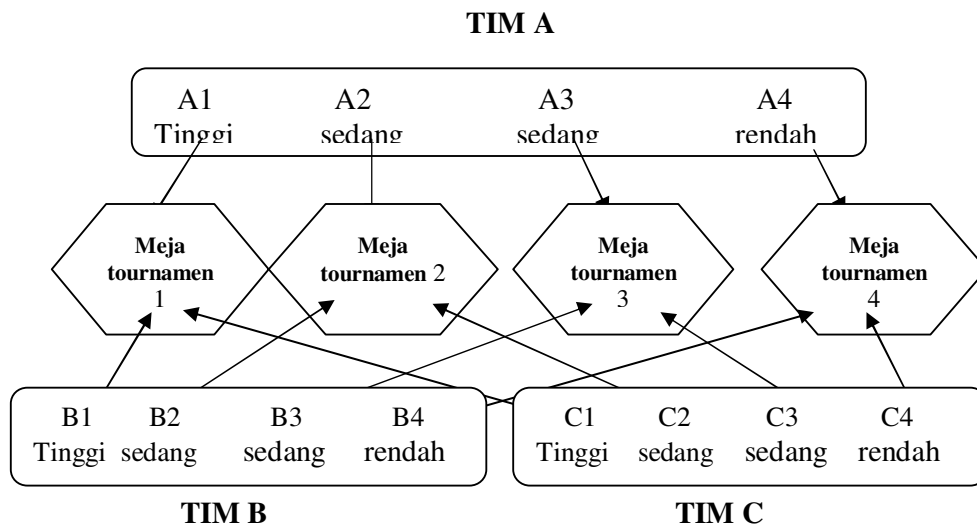 TIM A
A1 A2 A3 A4
Tinggi sedang sedang rendah
Meja
tournamen
1
Meja
tournamen 2
Meja
tournamen
3
Meja
tournamen
4
B1 B2 B3 B4
Tinggi sedang sedang rendah
C1 C2 C3 C4
Tinggi sedang sedang rendah
TIM B TIM C